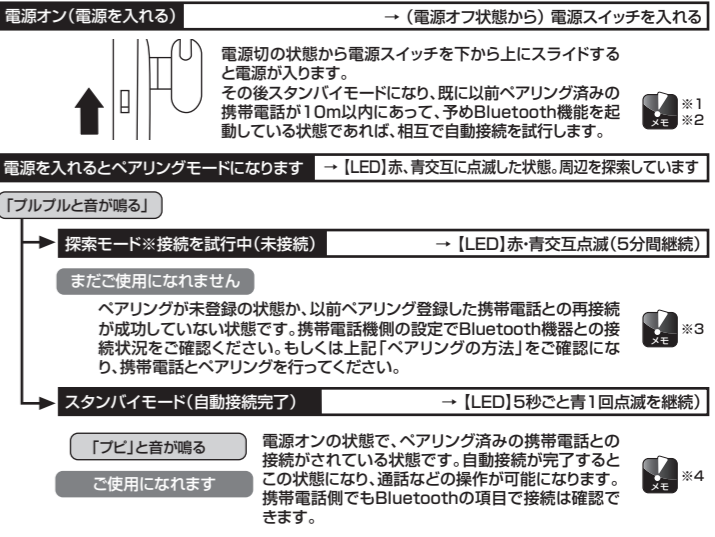 電源オン(電源を入れる) → (電源オフ状態から) 電源スイッチを入れる
電源切の状態から電源スイッチを下から上にスライドする
と電源が入ります。
その後スタンバイモードになり、既に以前ペアリング済みの
携帯電話が10m以内にあって、予めBluetooth機能を起
動している状態であれば、相互で自動接続を試行します。
メモ ※1
※2
電源を入れるとペアリングモードになります → 【LED】赤、青交互に点滅した状態。周辺を探索しています
「プルプルと音が鳴る」
探索モード※接続を試行中(未接続) → 【LED】赤・青交互点滅(5分間継続)
まだご使用になれません
ペアリングが未登録の状態か、以前ペアリング登録した携帯電話との再接続
が成功していない状態です。携帯電話機側の設定でBluetooth機器との接
続状況をご確認ください。もしくは上記「ペアリングの方法」をご確認にな
り、携帯電話とペアリングを行ってください。
メモ ※3
スタンバイモード(自動接続完了) → 【LED】5秒ごと青1回点滅を継続)
「プピ」と音が鳴る
ご使用になれます
電源オンの状態で、ペアリング済みの携帯電話との
接続がされている状態です。自動接続が完了すると
この状態になり、通話などの操作が可能になります。
携帯電話側でもBluetoothの項目で接続は確認で
きます。
メモ ※4